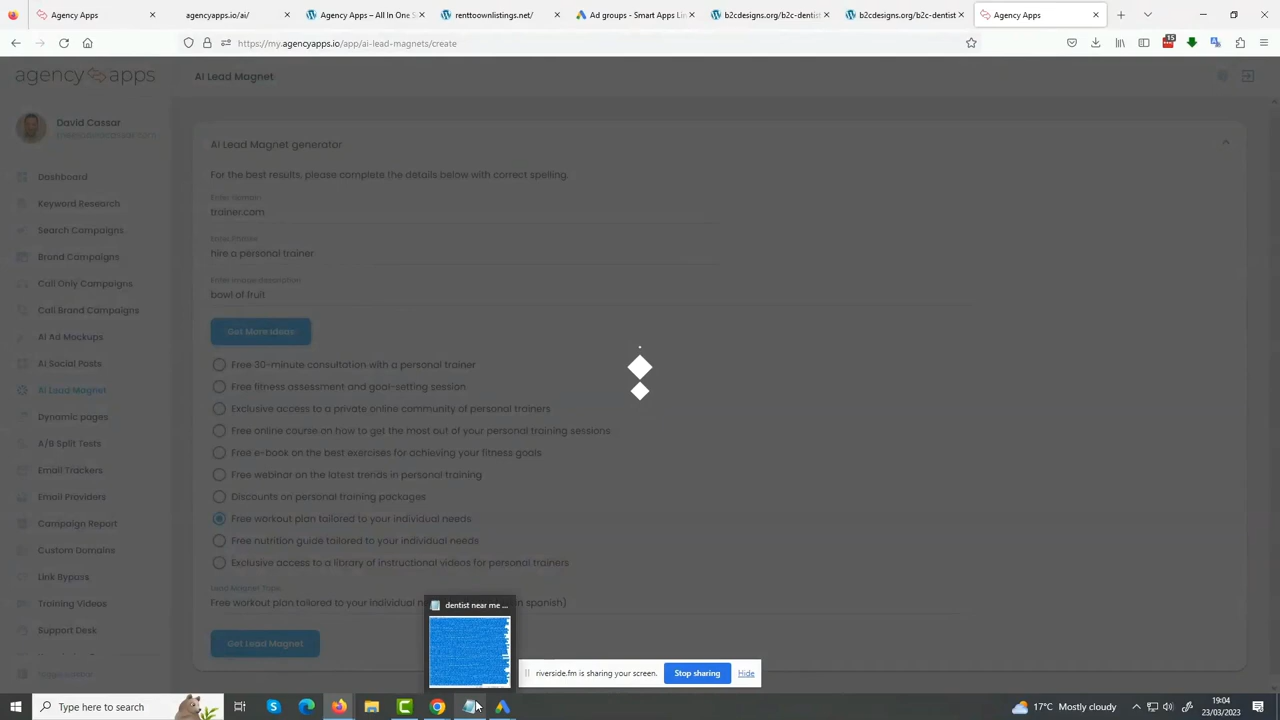 Agency Apps
agencyapps.io/ai/
Agency Apps – All In One S
renttoownlistings.net/
Ad groups - Smart Apps Lin
b2cdesigns.org/b2c-dentist
b2cdesigns.org/b2c-dentist
Agency Apps
https://my.agencyapps.io/app/ai-lead-magnets/create
15
agency apps
AI Lead Magnet
David Cassar
Dashboard
Keyword Research
Search Campaigns
Brand Campaigns
Call Only Campaigns
Call Brand Campaigns
AI Ad Mockups
AI Social Posts
AI Lead Magnet
Dynamic pages
A/B Split Tests
Email Trackers
Email Providers
Campaign Report
Custom Domains
Link Bypass
Training Videos
Support Desk
AI Lead Magnet generator
For the best results, please complete the details below with correct spelling.
Enter Domain
trainer.com
hire a personal trainer
Enter Image Description
bowl of fruit
Get More Ideas
Free 30-minute consultation with a personal trainer
Free fitness assessment and goal-setting session
Exclusive access to a private online community of personal trainers
Free online course on how to get the most out of your personal training sessions
Free e-book on the best exercises for achieving your fitness goals
Free webinar on the latest trends in personal training
Discounts on personal training packages
Free workout plan tailored to your individual needs
Free nutrition guide tailored to your individual needs
Exclusive access to a library of instructional videos for personal trainers
Lead Magnet Topic
Free workout plan tailored to your individual n in spanish)
Get Lead Magnet
dentist near me ...
riverside.fm is sharing your screen.
Stop sharing
Hide
Type here to search
17°C Mostly cloudy
19:04
23/03/2023